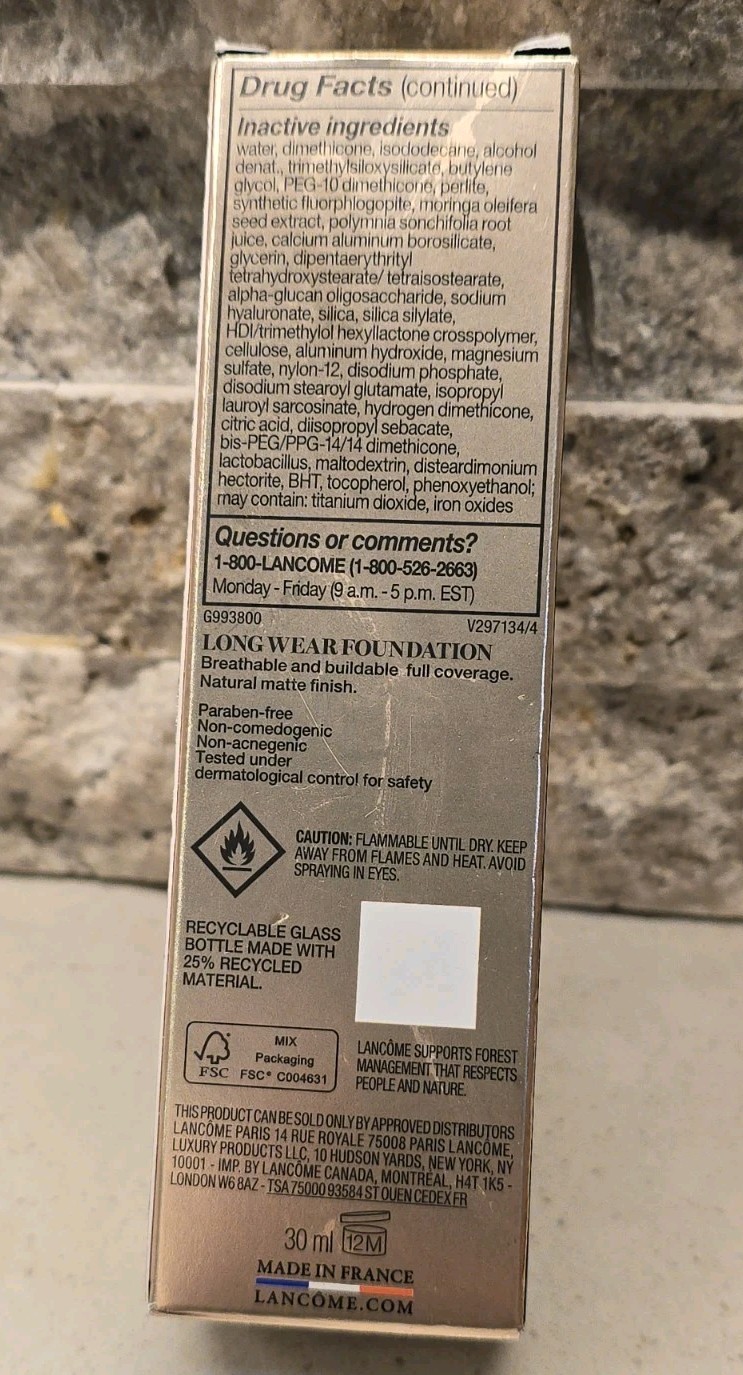 Drug Facts (continued)
Inactive ingredients
water, dimethicone, isododecane, alcohol
denat., trimethylsiloxysilicate, butylene
glycol, PEG-10 dimethicone, perlite,
synthetic fluorphlogopite, moringa oleifera
seed extract, polymnia sonchifolia root
juice, calcium aluminum borosilicate,
glycerin, dipentaerythrityl
tetrahydroxystearate/ tetraisostearate,
alpha-glucan oligosaccharide, sodium
hyaluronate, silica, silica silylate,
HDI/trimethylol hexyllactone crosspolymer,
cellulose, aluminum hydroxide, magnesium
sulfate, nylon-12, disodium phosphate,
disodium stearoyl glutamate, isopropyl
lauroyl sarcosinate, hydrogen dimethicone,
citric acid, diisopropyl sebacate,
bis-PEG/PPG-14/14 dimethicone,
lactobacillus, maltodextrin, disteardimonium
hectorite, BHT, tocopherol, phenoxyethanol;
may contain: titanium dioxide, iron oxides
Questions or comments?
1-800-LANCOME (1-800-526-2663)
Monday - Friday (9 a.m. - 5 p.m. EST)
G993800 V297134/4
LONG WEAR FOUNDATION
Breathable and buildable full coverage.
Natural matte finish.
Paraben-free
Non-comedogenic
Non-acnegenic
Tested under
dermatological control for safety
CAUTION: FLAMMABLE UNTIL DRY. KEEP
AWAY FROM FLAMES AND HEAT. AVOID
SPRAYING IN EYES.
RECYCLABLE GLASS
BOTTLE MADE WITH
25% RECYCLED
MATERIAL.
FSC
MIX
Packaging
FSC® C004631
LANCÔME SUPPORTS FOREST
MANAGEMENT THAT RESPECTS
PEOPLE AND NATURE.
THIS PRODUCT CAN BE SOLD ONLY BY APPROVED DISTRIBUTORS
LANCÔME PARIS 14 RUE ROYALE 75008 PARIS LANCÔME,
LUXURY PRODUCTS LLC, 10 HUDSON YARDS, NEW YORK, NY
10001 - IMP. BY LANCÔME CANADA, MONTRÉAL, H4T 1K5 -
LONDON W6 8AZ - TSA 75000 93584 ST OUEN CEDEX FR
30 ml 12M
MADE IN FRANCE
LANCÔME.COM